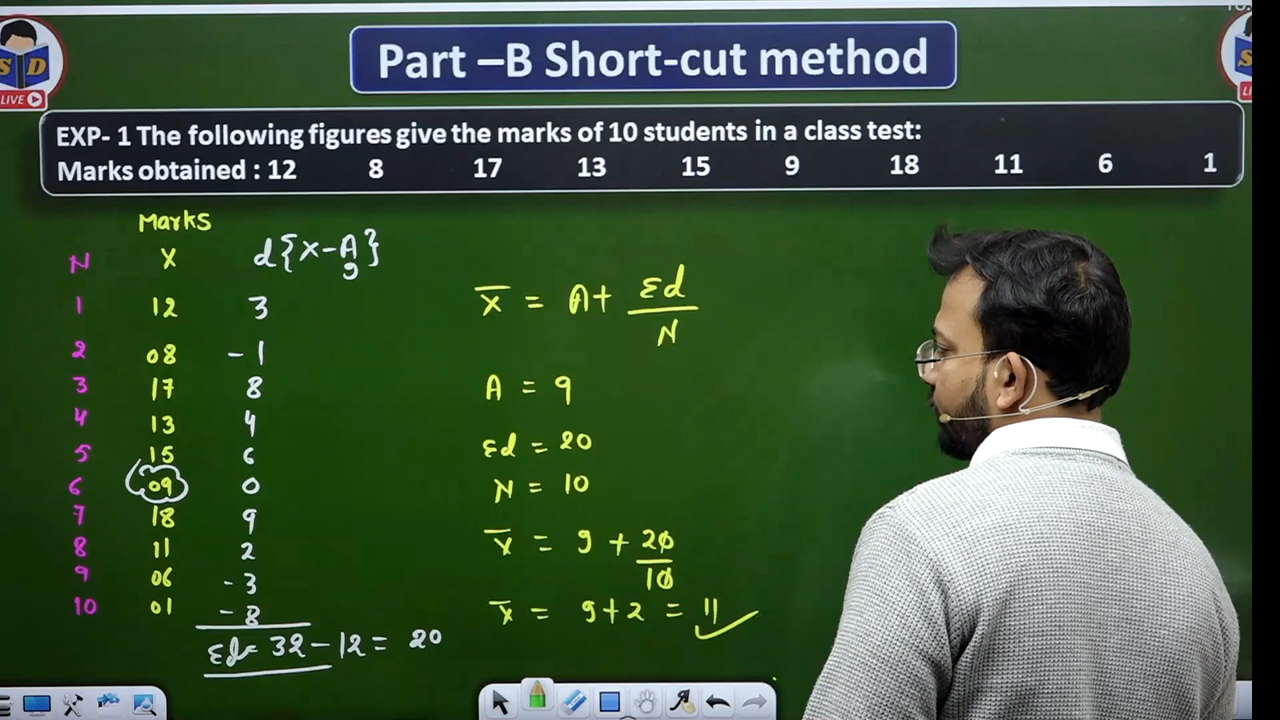 Part –B Short-cut method
S D
LIVE
EXP- 1 The following figures give the marks of 10 students in a class test:
Marks obtained : 12 8 17 13 15 9 18 11 6 1
Marks
N X d{X-A}
9
1 12 3
2 08 -1
3 17 8
4 13 4
5 15 6
6 09 0
7 18 9
8 11 2
9 06 -3
10 01 -8
Σd= 32-12= 20
X̅ = A+ Σd/N
A = 9
Σd = 20
N = 10
X̅ = 9 + 20/10
X̅ = 9+2 = 11